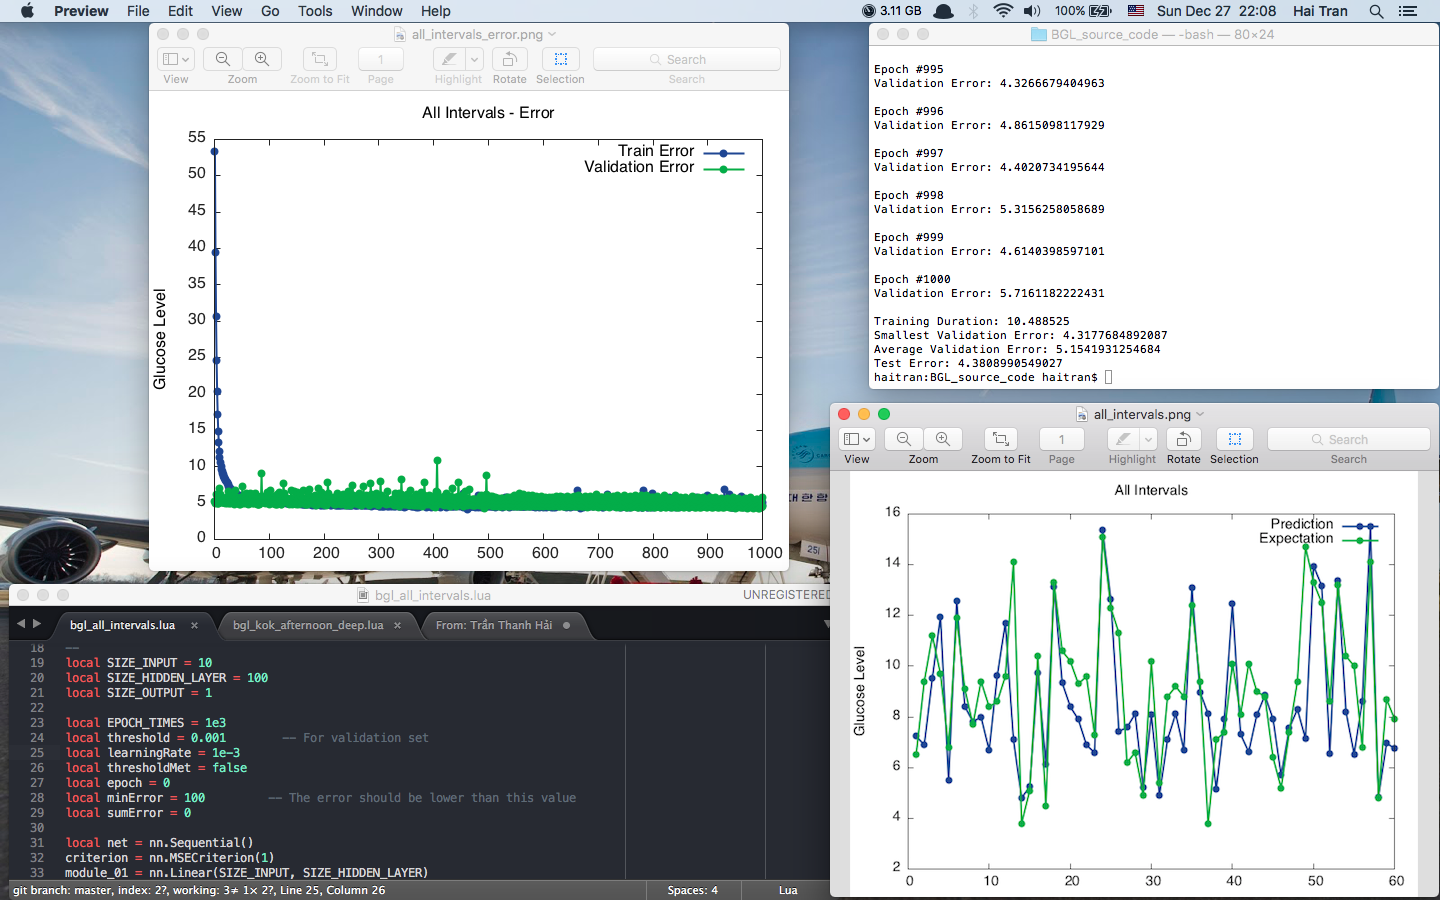 Preview File Edit View Go Tools Window Help 3.11 GB 100% Sun Dec 27 22:08 Hai Tran
all_intervals_error.png
1
Search
View Zoom Zoom to Fit Page Highlight Rotate Selection Search
All Intervals - Error
Train Error
Validation Error
Glucose Level
55
50
45
40
35
30
25
20
15
10
5
0
0 100 200 300 400 500 600 700 800 900 1000
BGL_source_code — -bash — 80×24
Epoch #995
Validation Error: 4.3266679404963
Epoch #996
Validation Error: 4.8615098117929
Epoch #997
Validation Error: 4.4020734195644
Epoch #998
Validation Error: 5.3156258058689
Epoch #999
Validation Error: 4.6140398597101
Epoch #1000
Validation Error: 5.7161182222431
Training Duration: 10.488525
Smallest Validation Error: 4.3177684892087
Average Validation Error: 5.1541931254684
Test Error: 4.3808990549027
haitran:BGL_source_code haitran$
대한항
251
bgl_all_intervals.lua
UNREGISTERED
bgl_all_intervals.lua × bgl_kok_afternoon_deep.lua × From: Trần Thanh Hải
18 --
19 local SIZE_INPUT = 10
20 local SIZE_HIDDEN_LAYER = 100
21 local SIZE_OUTPUT = 1
22
23 local EPOCH_TIMES = 1e3
24 local threshold = 0.001 -- For validation set
25 local learningRate = 1e-3
26 local thresholdMet = false
27 local epoch = 0
28 local minError = 100 -- The error should be lower than this value
29 local sumError = 0
30
31 local net = nn.Sequential()
32 criterion = nn.MSECriterion(1)
33 module_01 = nn.Linear(SIZE_INPUT, SIZE_HIDDEN_LAYER)
git branch: master, index: 2?, working: 3≠ 1× 2?, Line 25, Column 26 Spaces: 4 Lua
all_intervals.png
1
Search
View Zoom Zoom to Fit Page Highlight Rotate Selection Search
All Intervals
Prediction
Expectation
Glucose Level
16
14
12
10
8
6
4
2
0 10 20 30 40 50 60